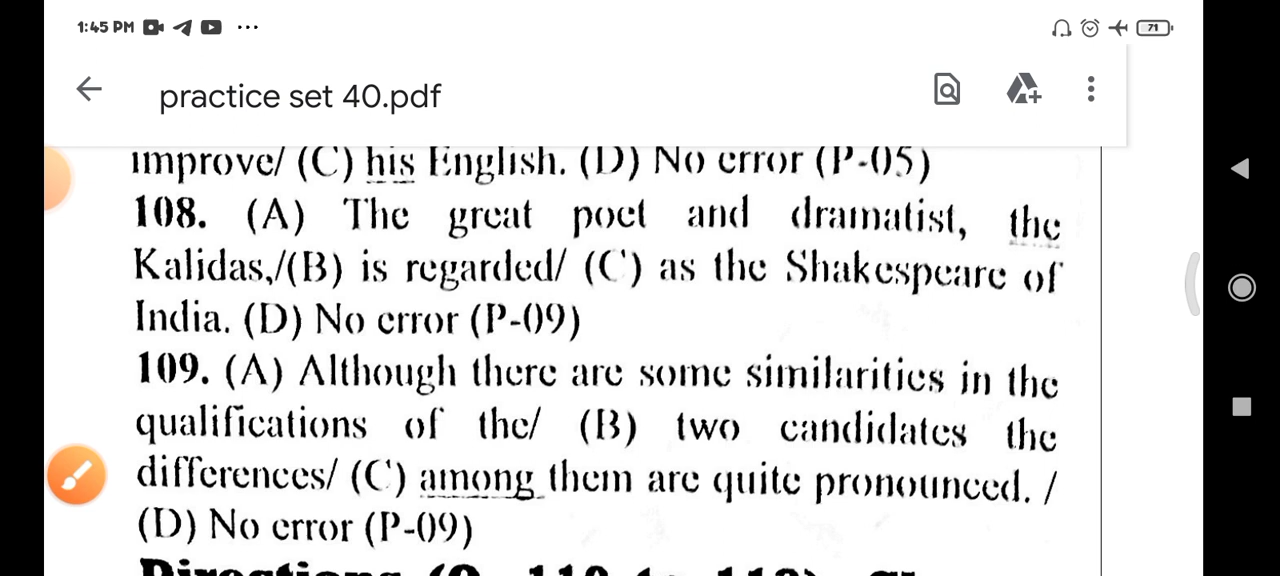 1:45 PM ... 71
practice set 40.pdf
improve/ (C) his English. (D) No error (P-05)
108. (A) The great poet and dramatist, the
Kalidas,/(B) is regarded/ (C) as the Shakespeare of
India. (D) No error (P-09)
109. (A) Although there are some similarities in the
qualifications of the/ (B) two candidates the
differences/ (C) among them are quite pronounced. /
(D) No error (P-09)